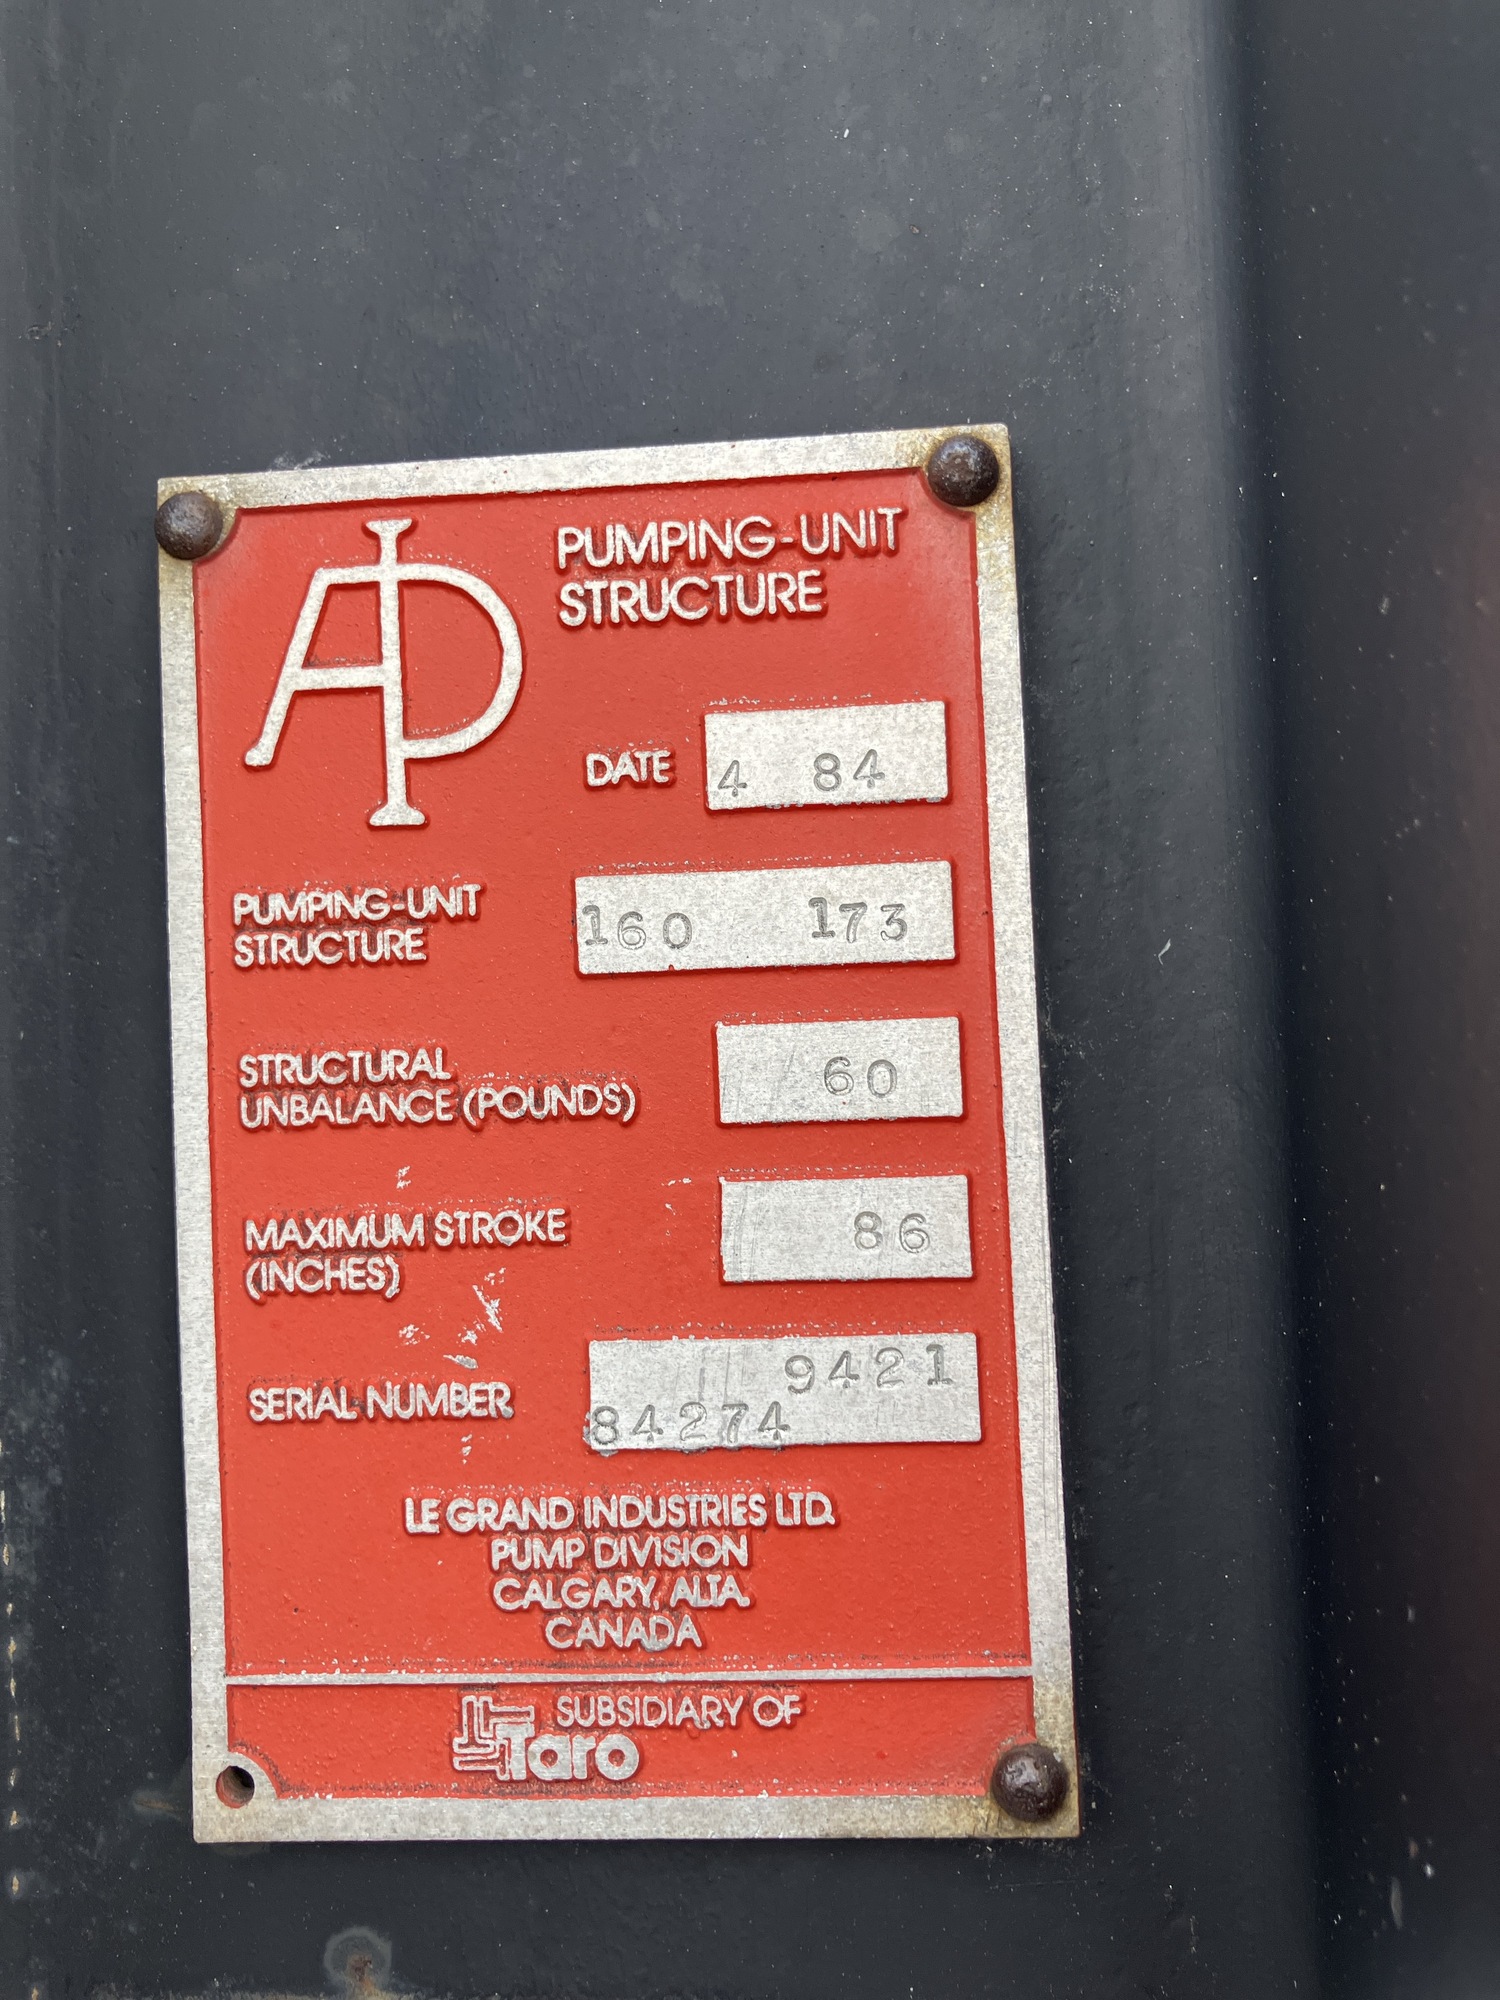 API
PUMPING-UNIT
STRUCTURE
DATE 4 84
PUMPING-UNIT
STRUCTURE
160 173
STRUCTURAL
UNBALANCE (POUNDS)
60
MAXIMUM STROKE
(INCHES)
86
SERIAL NUMBER
9421
84274
LE GRAND INDUSTRIES LTD.
PUMP DIVISION
CALGARY, ALTA.
CANADA
SUBSIDIARY OF
Taro